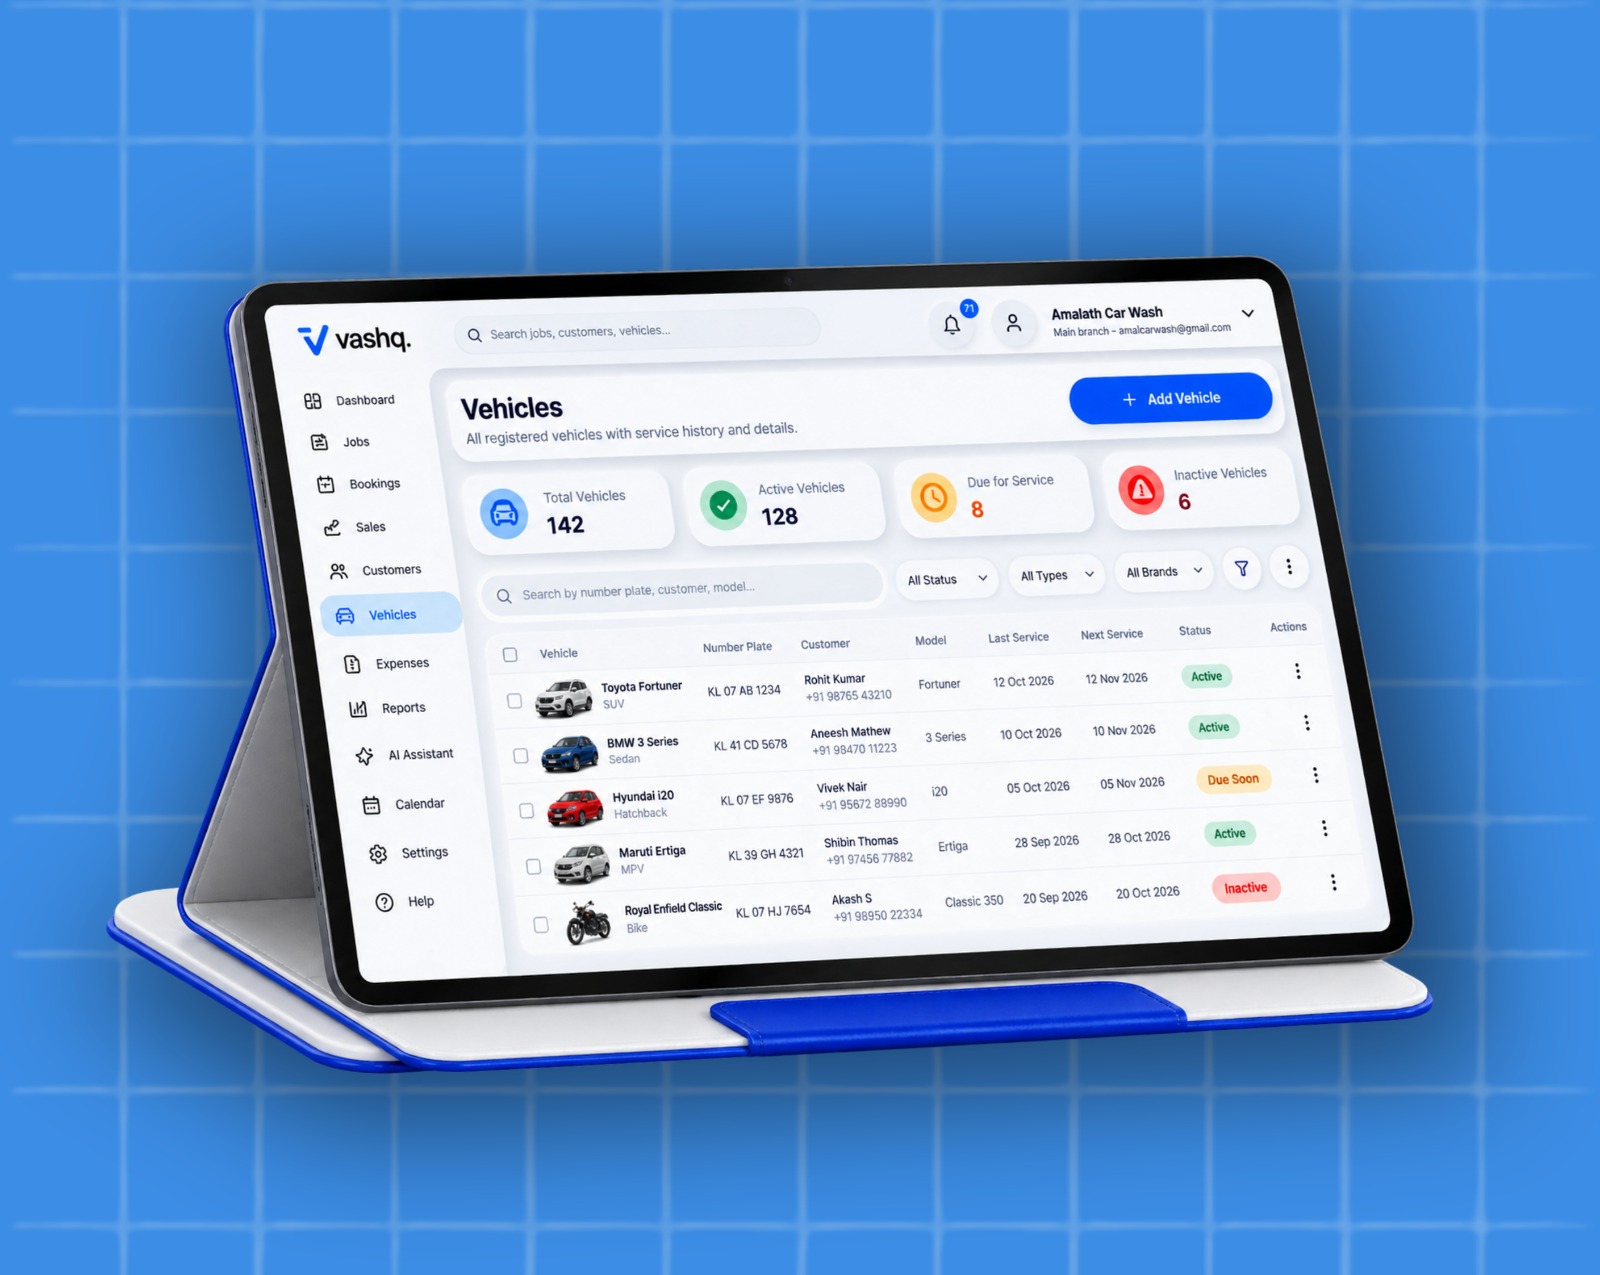 vashq.
Search jobs, customers, vehicles...
71
Amalath Car Wash
Main branch - amalcarwash@gmail.com
Dashboard
Jobs
Bookings
Sales
Customers
Vehicles
Expenses
Reports
AI Assistant
Calendar
Settings
Help
Vehicles
All registered vehicles with service history and details.
+ Add Vehicle
Total Vehicles
142
Active Vehicles
128
Due for Service
8
Inactive Vehicles
6
Search by number plate, customer, model...
All Status
All Types
All Brands
Vehicle Number Plate Customer Model Last Service Next Service Status Actions
Toyota Fortuner KL 07 AB 1234 Rohit Kumar Fortuner 12 Oct 2026 12 Nov 2026 Active
SUV +91 98765 43210
BMW 3 Series KL 41 CD 5678 Aneesh Mathew 3 Series 10 Oct 2026 10 Nov 2026 Active
Sedan +91 98470 11223
Hyundai i20 KL 07 EF 9876 Vivek Nair i20 05 Oct 2026 05 Nov 2026 Due Soon
Hatchback +91 95672 88990
Maruti Ertiga KL 39 GH 4321 Shibin Thomas Ertiga 28 Sep 2026 28 Oct 2026 Active
MPV +91 97456 77882
Royal Enfield Classic KL 07 HJ 7654 Akash S Classic 350 20 Sep 2026 20 Oct 2026 Inactive
Bike +91 98950 22334